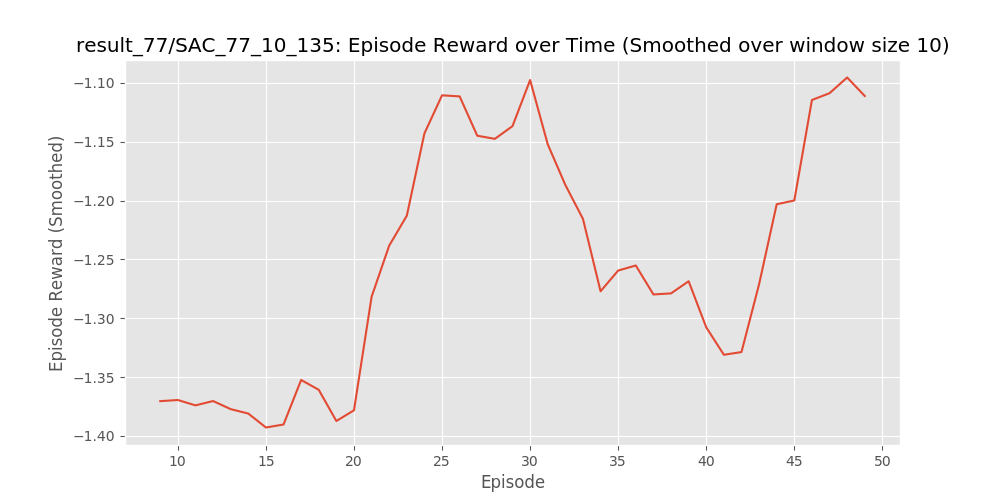 result_77/SAC_77_10_135: Episode Reward over Time (Smoothed over window size 10)
Episode Reward (Smoothed)
−1.10
−1.15
−1.20
−1.25
−1.30
−1.35
−1.40
10 15 20 25 30 35 40 45 50
Episode